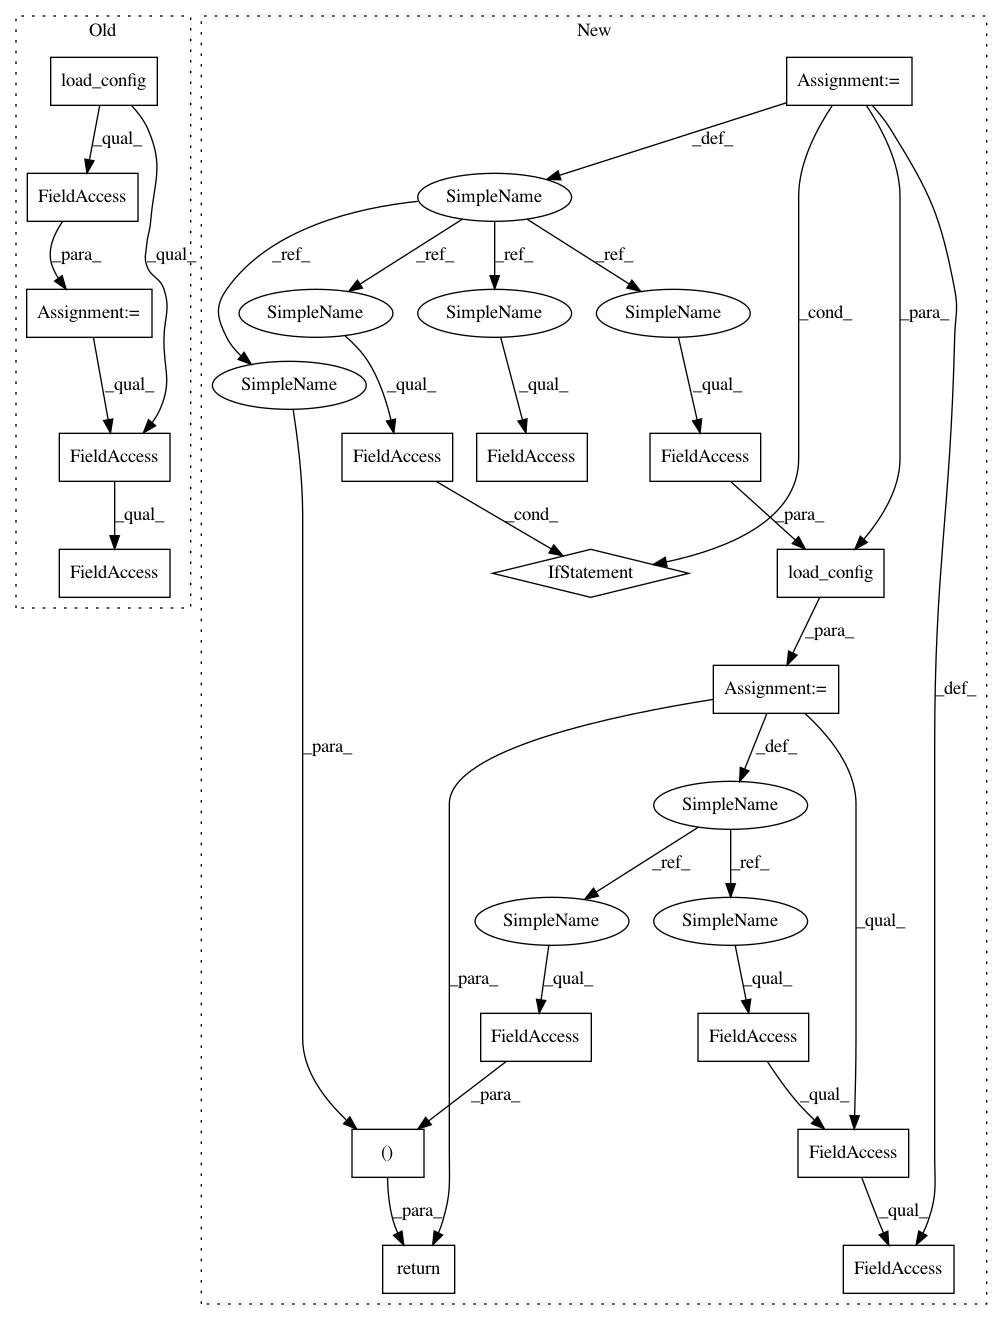 Old
New
load_config
Assignment:=
_qual_
_def_
FieldAccess
SimpleName
_para_
_qual_
_ref_
_ref_
_ref_
_ref_
Assignment:=
SimpleName
SimpleName
SimpleName
_cond_
_para_
_qual_
SimpleName
_qual_
_qual_
_qual_
FieldAccess
FieldAccess
FieldAccess
FieldAccess
_qual_
_cond_
_para_
FieldAccess
IfStatement
load_config
_para_
Assignment:=
_def_
_para_
_def_
SimpleName
_ref_
_ref_
SimpleName
SimpleName
_qual_
_para_
_qual_
_qual_
FieldAccess
FieldAccess
_para_
_qual_
()
FieldAccess
_para_
_qual_
return
FieldAccess